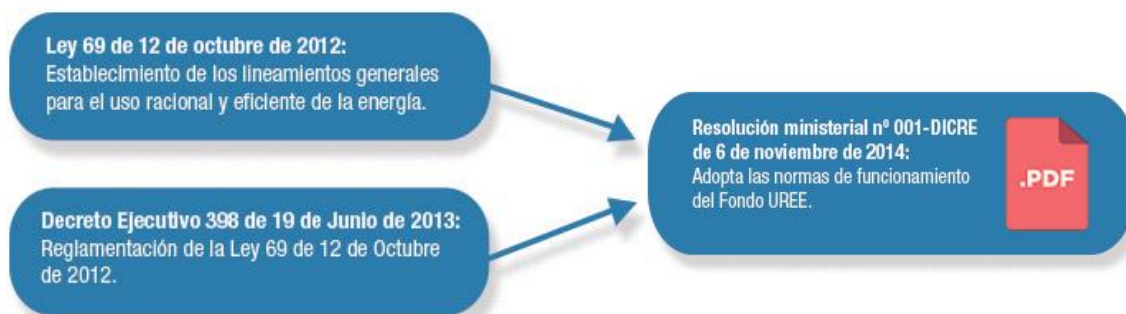 Ley 69 de 12 de octubre de 2012:
Establecimiento de los lineamientos generales
para el uso racional y eficiente de la energía.
Decreto Ejecutivo 398 de 19 de Junio de 2013:
Reglamentación de la Ley 69 de 12 de Octubre
de 2012.
Resolución ministerial nº 001-DICRE
de 6 de noviembre de 2014:
Adopta las normas de funcionamiento
del Fondo UREE.
.PDF